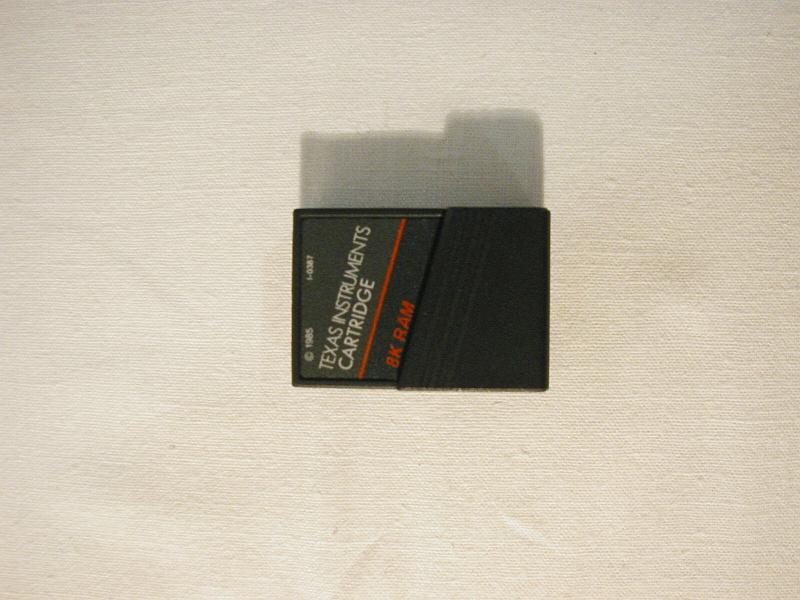 © 1985 I-0387
TEXAS INSTRUMENTS
CARTRIDGE
8K RAM